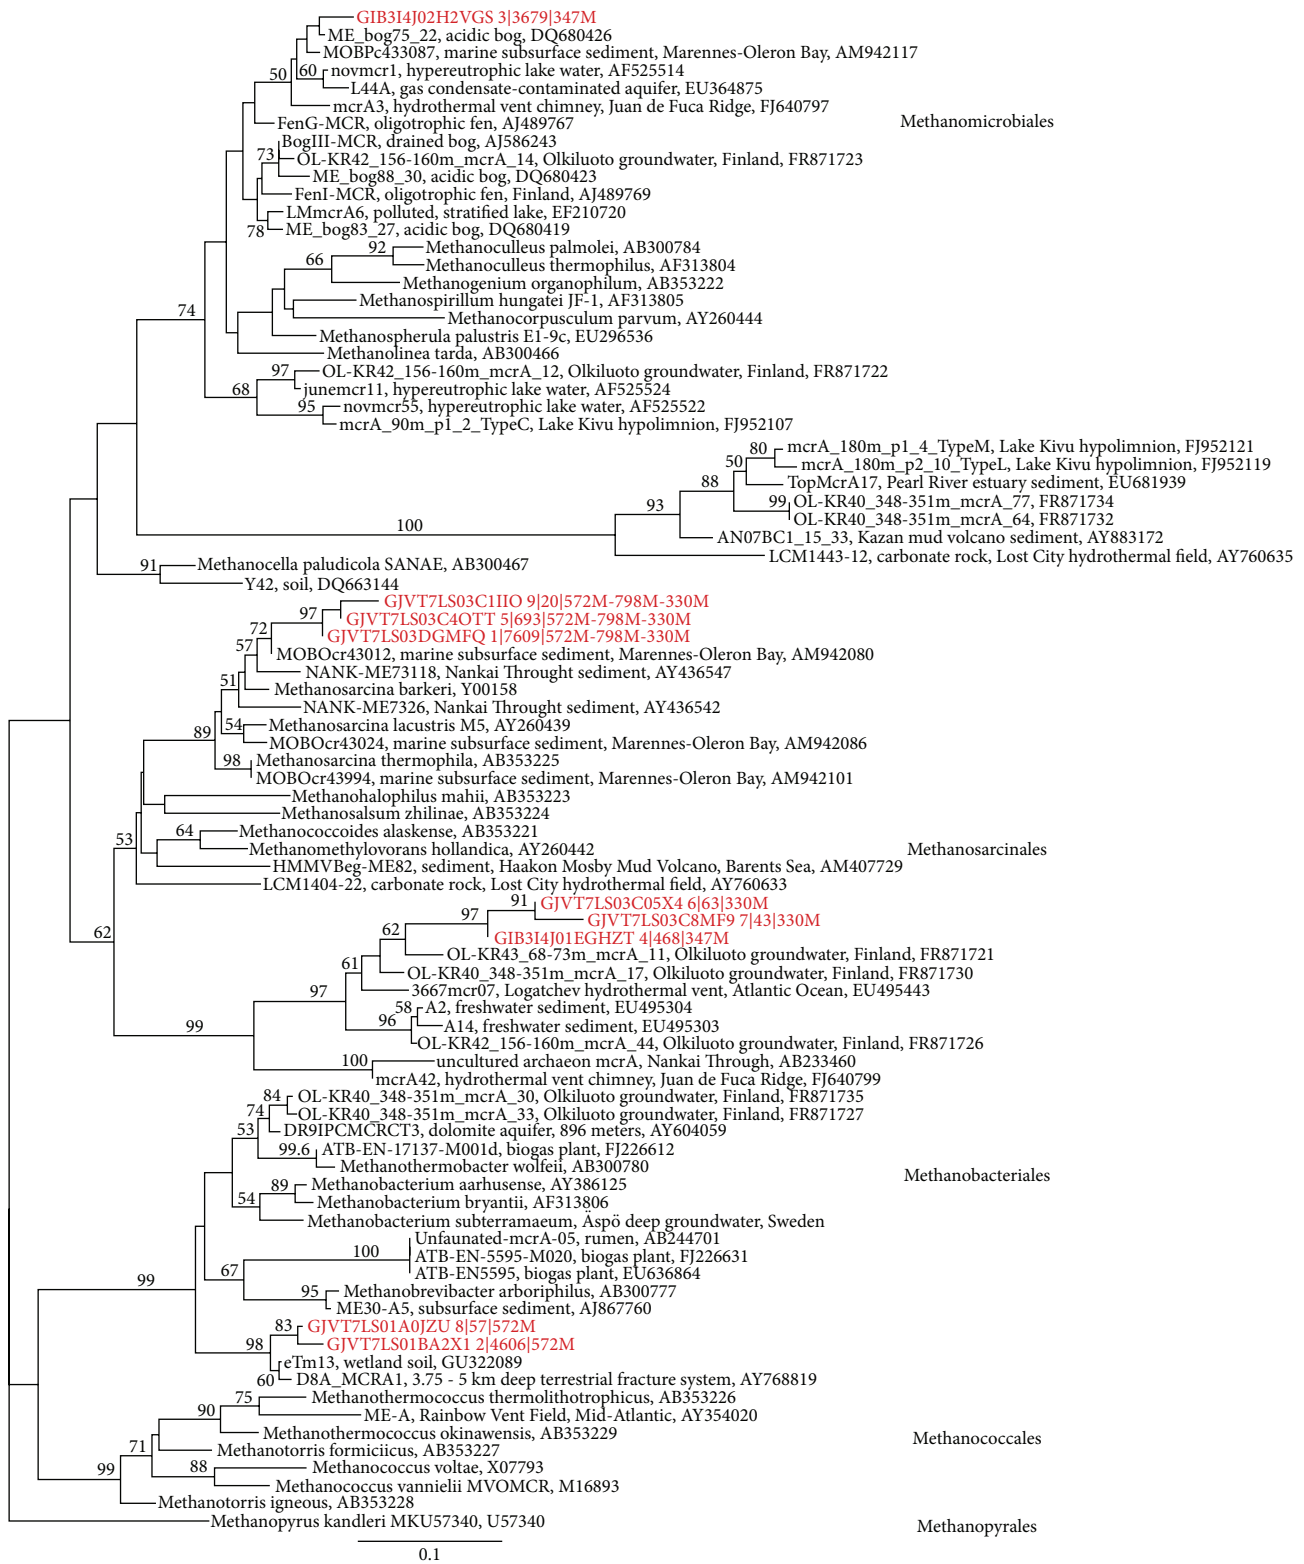 GIB3I4J02H2VGS 3|3679|347M
ME_bog75_22, acidic bog, DQ680426
MOBPc433087, marine subsurface sediment, Marennes-Oleron Bay, AM942117
50
60
novmcr1, hypereutrophic lake water, AF525514
L44A, gas condensate-contaminated aquifer, EU364875
mcrA3, hydrothermal vent chimney, Juan de Fuca Ridge, FJ640797
FenG-MCR, oligotrophic fen, AJ489767
Methanomicrobiales
BogIII-MCR, drained bog, AJ586243
73
OL-KR42_156-160m_mcrA_14, Olkiluoto groundwater, Finland, FR871723
ME_bog88_30, acidic bog, DQ680423
FenI-MCR, oligotrophic fen, Finland, AJ489769
LMmcrA6, polluted, stratified lake, EF210720
78
ME_bog83_27, acidic bog, DQ680419
92
Methanoculleus palmolei, AB300784
66
Methanoculleus thermophilus, AF313804
Methanogenium organophilum, AB353222
Methanospirillum hungatei JF-1, AF313805
74
Methanocorpusculum parvum, AY260444
Methanospherula palustris E1-9c, EU296536
Methanolinea tarda, AB300466
97
OL-KR42_156-160m_mcrA_12, Olkiluoto groundwater, Finland, FR871722
68
junemcr11, hypereutrophic lake water, AF525524
95
novmcr55, hypereutrophic lake water, AF525522
mcrA_90m_p1_2_TypeC, Lake Kivu hypolimnion, FJ952107
80
mcrA_180m_p1_4_TypeM, Lake Kivu hypolimnion, FJ952121
50
mcrA_180m_p2_10_TypeL, Lake Kivu hypolimnion, FJ952119
88
TopMcrA17, Pearl River estuary sediment, EU681939
99
OL-KR40_348-351m_mcrA_77, FR871734
93
OL-KR40_348-351m_mcrA_64, FR871732
100
AN07BC1_15_33, Kazan mud volcano sediment, AY883172
LCM1443-12, carbonate rock, Lost City hydrothermal field, AY760635
91
Methanocella paludicola SANAE, AB300467
Y42, soil, DQ663144
GJVT7LS03C1IIO 9|20|572M-798M-330M
97
GJVT7LS03C4OTT 5|693|572M-798M-330M
72
GJVT7LS03DGMFQ 1|7609|572M-798M-330M
57
MOBOcr43012, marine subsurface sediment, Marennes-Oleron Bay, AM942080
NANK-ME73118, Nankai Throught sediment, AY436547
51
Methanosarcina barkeri, Y00158
NANK-ME7326, Nankai Throught sediment, AY436542
89
54
Methanosarcina lacustris M5, AY260439
MOBOcr43024, marine subsurface sediment, Marennes-Oleron Bay, AM942086
98
Methanosarcina thermophila, AB353225
MOBOcr43994, marine subsurface sediment, Marennes-Oleron Bay, AM942101
Methanohalophilus mahii, AB353223
Methanosalsum zhilinae, AB353224
64
Methanococcoides alaskense, AB353221
53
Methanomethylovorans hollandica, AY260442
Methanosarcinales
HMMVBeg-ME82, sediment, Haakon Mosby Mud Volcano, Barents Sea, AM407729
LCM1404-22, carbonate rock, Lost City hydrothermal field, AY760633
91
GJVT7LS03C05X4 6|63|330M
97
GJVT7LS03C8MF9 7|43|330M
62
62
GIB3I4J01EGHZT 4|468|347M
OL-KR43_68-73m_mcrA_11, Olkiluoto groundwater, Finland, FR871721
61
OL-KR40_348-351m_mcrA_17, Olkiluoto groundwater, Finland, FR871730
97
3667mcr07, Logatchev hydrothermal vent, Atlantic Ocean, EU495443
58
A2, freshwater sediment, EU495304
99
96
A14, freshwater sediment, EU495303
OL-KR42_156-160m_mcrA_44, Olkiluoto groundwater, Finland, FR871726
100
uncultured archaeon mcrA, Nankai Through, AB233460
mcrA42, hydrothermal vent chimney, Juan de Fuca Ridge, FJ640799
84
OL-KR40_348-351m_mcrA_30, Olkiluoto groundwater, Finland, FR871735
74
OL-KR40_348-351m_mcrA_33, Olkiluoto groundwater, Finland, FR871727
53
DR9IPCMCRCT3, dolomite aquifer, 896 meters, AY604059
99.6
ATB-EN-17137-M001d, biogas plant, FJ226612
Methanothermobacter wolfeii, AB300780
Methanobacteriales
89
Methanobacterium aarhusense, AY386125
54
Methanobacterium bryantii, AF313806
Methanobacterium subterramaeum, Äspö deep groundwater, Sweden
Unfaunated-mcrA-05, rumen, AB244701
100
ATB-EN-5595-M020, biogas plant, FJ226631
67
ATB-EN5595, biogas plant, EU636864
99
95
Methanobrevibacter arboriphilus, AB300777
ME30-A5, subsurface sediment, AJ867760
83
GJVT7LS01A0JZU 8|57|572M
98
GJVT7LS01BA2X1 2|4606|572M
eTm13, wetland soil, GU322089
60
D8A_MCRA1, 3.75 - 5 km deep terrestrial fracture system, AY768819
75
Methanothermococcus thermolithotrophicus, AB353226
90
ME-A, Rainbow Vent Field, Mid-Atlantic, AY354020
Methanothermococcus okinawensis, AB353229
Methanococcales
71
Methanotorris formiciicus, AB353227
99
88
Methanococcus voltae, X07793
Methanococcus vannielii MVOMCR, M16893
Methanotorris igneous, AB353228
Methanopyrus kandleri MKU57340, U57340
Methanopyrales
0.1